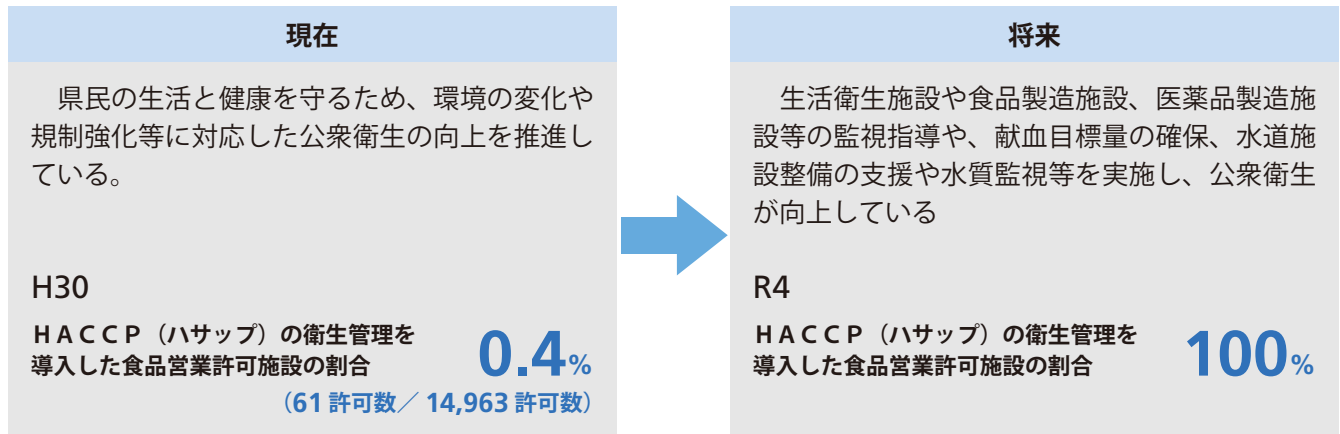 現在
県民の生活と健康を守るため、環境の変化や
規制強化等に対応した公衆衛生の向上を推進し
ている。
H30
ＨＡＣＣＰ（ハサップ）の衛生管理を
導入した食品営業許可施設の割合
0.4%
（61 許可数／ 14,963 許可数）
将来
生活衛生施設や食品製造施設、医薬品製造施
設等の監視指導や、献血目標量の確保、水道施
設整備の支援や水質監視等を実施し、公衆衛生
が向上している
R4
ＨＡＣＣＰ（ハサップ）の衛生管理を
導入した食品営業許可施設の割合
100%